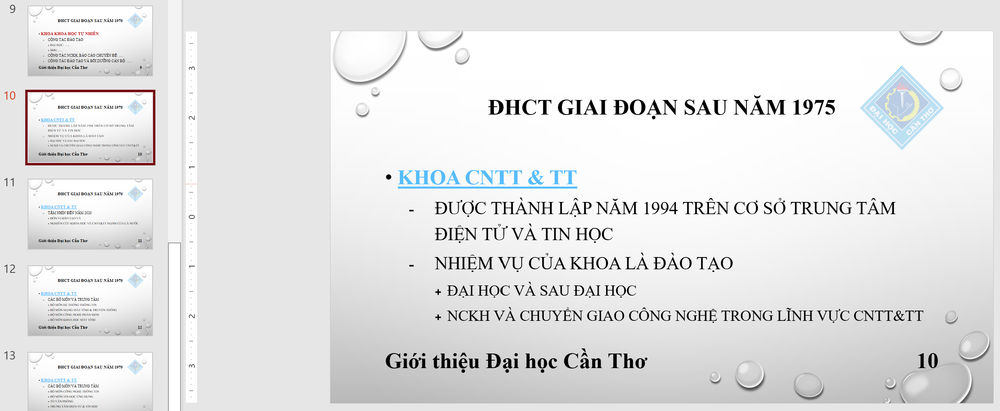 9
ĐHCT GIAI ĐOẠN SAU NĂM 1975
• KHOA KHOA HỌC TỰ NHIÊN
- CÔNG TÁC ĐÀO TẠO
+ ĐẠI HỌC: .....
+ SĐH: ....
- CÔNG TÁC NCKH, BÁO CÁO CHUYÊN ĐỀ: ....
- CÔNG TÁC ĐÀO TẠO VÀ BỒI DƯỠNG CÁN BỘ: .....
Giới thiệu Đại học Cần Thơ 9
10
ĐHCT GIAI ĐOẠN SAU NĂM 1975
• KHOA CNTT & TT
- ĐƯỢC THÀNH LẬP NĂM 1994 TRÊN CƠ SỞ TRUNG TÂM
ĐIỆN TỬ VÀ TIN HỌC
- NHIỆM VỤ CỦA KHOA LÀ ĐÀO TẠO
+ ĐẠI HỌC VÀ SAU ĐẠI HỌC
+ NCKH VÀ CHUYỂN GIAO CÔNG NGHỆ TRONG LĨNH VỰC CNTT&TT
Giới thiệu Đại học Cần Thơ 10
11
ĐHCT GIAI ĐOẠN SAU NĂM 1975
• KHOA CNTT & TT
- TẦM NHÌN ĐẾN NĂM 2020
+ ĐƠN VỊ ĐÀO TẠO VÀ
+ NGHIÊN CỨU KHOA HỌC VỀ CNTT&TT MẠNH CỦA CẢ NƯỚC
Giới thiệu Đại học Cần Thơ 11
12
ĐHCT GIAI ĐOẠN SAU NĂM 1975
• KHOA CNTT & TT
- CÁC BỘ MÔN VÀ TRUNG TÂM
+ BỘ MÔN HỆ THỐNG THÔNG TIN
+ BỘ MÔN MẠNG MÁY TÍNH & TRUYỀN THÔNG
+ BỘ MÔN CÔNG NGHỆ PHẦN MỀM
+ BỘ MÔN KHOA HỌC MÁY TÍNH
Giới thiệu Đại học Cần Thơ 12
13
ĐHCT GIAI ĐOẠN SAU NĂM 1975
• KHOA CNTT & TT
- CÁC BỘ MÔN VÀ TRUNG TÂM
+ BỘ MÔN CÔNG NGHỆ THÔNG TIN
+ BỘ MÔN TIN HỌC ỨNG DỤNG
+ TỔ VĂN PHÒNG
+ TRUNG TÂM ĐIỆN TỬ & TIN HỌC
3
2
1
0
1
2
3
ĐHCT GIAI ĐOẠN SAU NĂM 1975
ĐẠI HỌC CẦN THƠ
• KHOA CNTT & TT
- ĐƯỢC THÀNH LẬP NĂM 1994 TRÊN CƠ SỞ TRUNG TÂM
ĐIỆN TỬ VÀ TIN HỌC
- NHIỆM VỤ CỦA KHOA LÀ ĐÀO TẠO
+ ĐẠI HỌC VÀ SAU ĐẠI HỌC
+ NCKH VÀ CHUYỂN GIAO CÔNG NGHỆ TRONG LĨNH VỰC CNTT&TT
Giới thiệu Đại học Cần Thơ 10